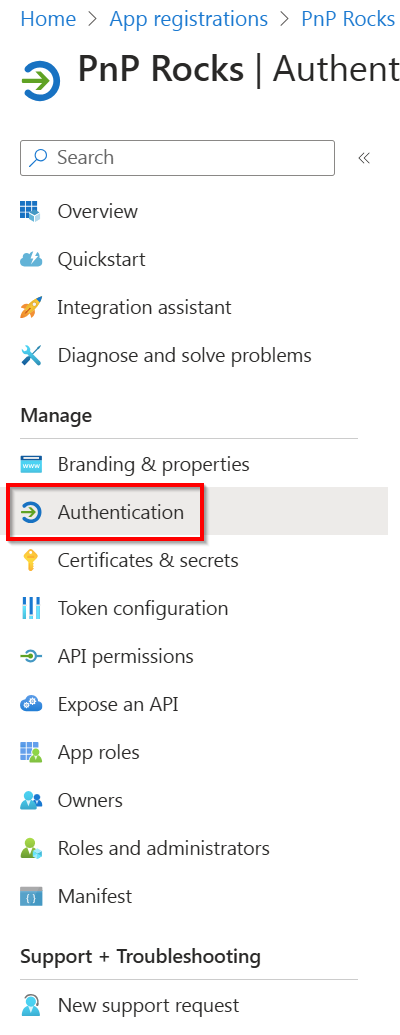 Home > App registrations > PnP Rocks
PnP Rocks | Authent
Search «
Overview
Quickstart
Integration assistant
Diagnose and solve problems
Manage
Branding & properties
Authentication
Certificates & secrets
Token configuration
API permissions
Expose an API
App roles
Owners
Roles and administrators
Manifest
Support + Troubleshooting
New support request